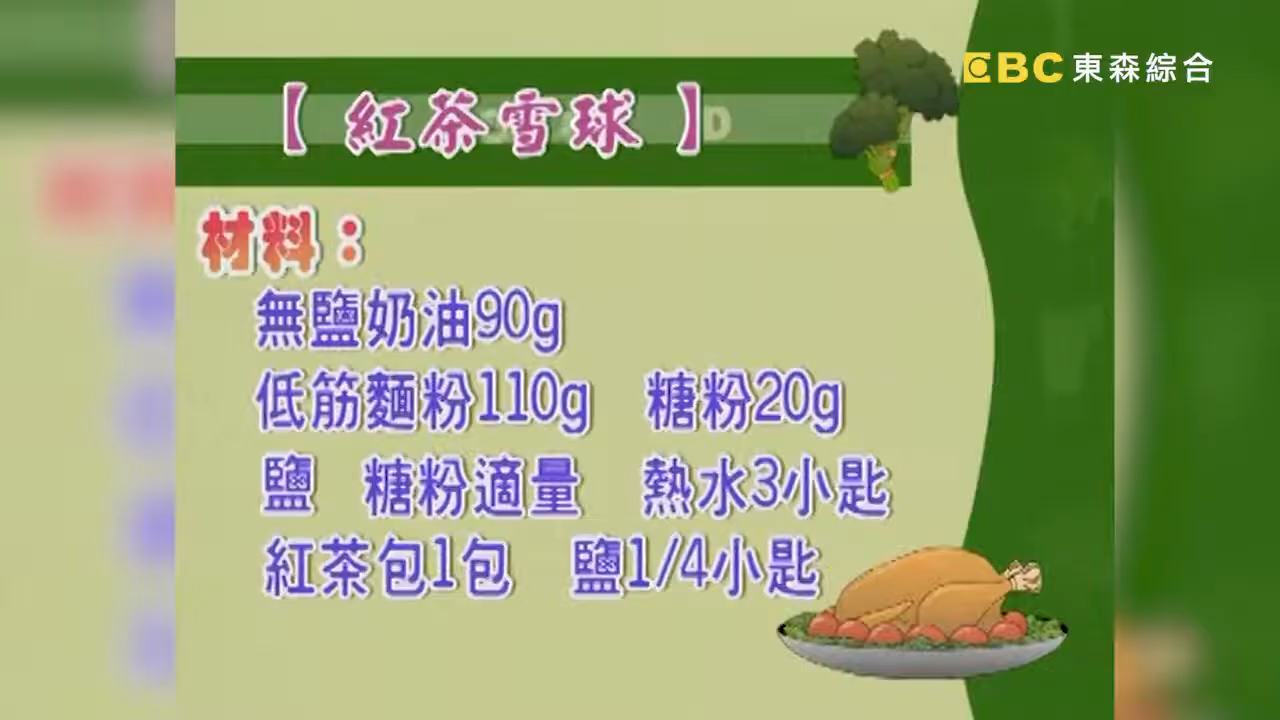 EBC 東森綜合
【 紅茶雪球 】
材料：
無鹽奶油90g
低筋麵粉110g 糖粉20g
鹽 糖粉適量 熱水3小匙
紅茶包1包 鹽1/4小匙